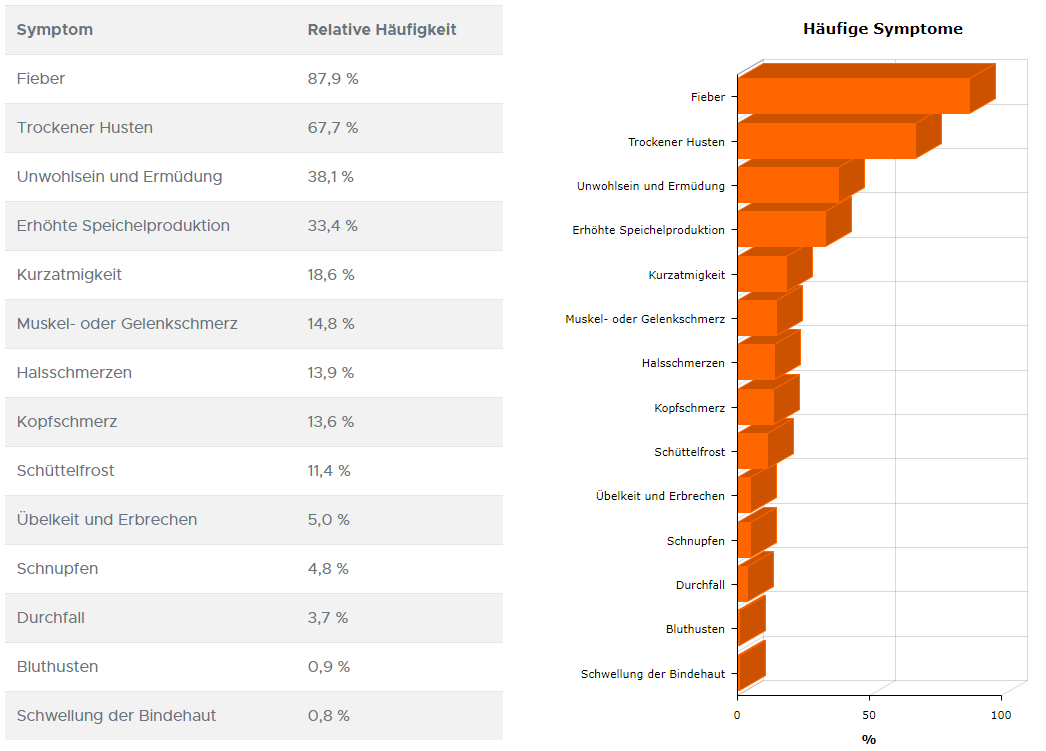 Symptom Relative Häufigkeit
Fieber 87,9 %
Trockener Husten 67,7 %
Unwohlsein und Ermüdung 38,1 %
Erhöhte Speichelproduktion 33,4 %
Kurzatmigkeit 18,6 %
Muskel- oder Gelenkschmerz 14,8 %
Halsschmerzen 13,9 %
Kopfschmerz 13,6 %
Schüttelfrost 11,4 %
Übelkeit und Erbrechen 5,0 %
Schnupfen 4,8 %
Durchfall 3,7 %
Bluthusten 0,9 %
Schwellung der Bindehaut 0,8 %
Häufige Symptome
Fieber
Trockener Husten
Unwohlsein und Ermüdung
Erhöhte Speichelproduktion
Kurzatmigkeit
Muskel- oder Gelenkschmerz
Halsschmerzen
Kopfschmerz
Schüttelfrost
Übelkeit und Erbrechen
Schnupfen
Durchfall
Bluthusten
Schwellung der Bindehaut
0 50 100
%